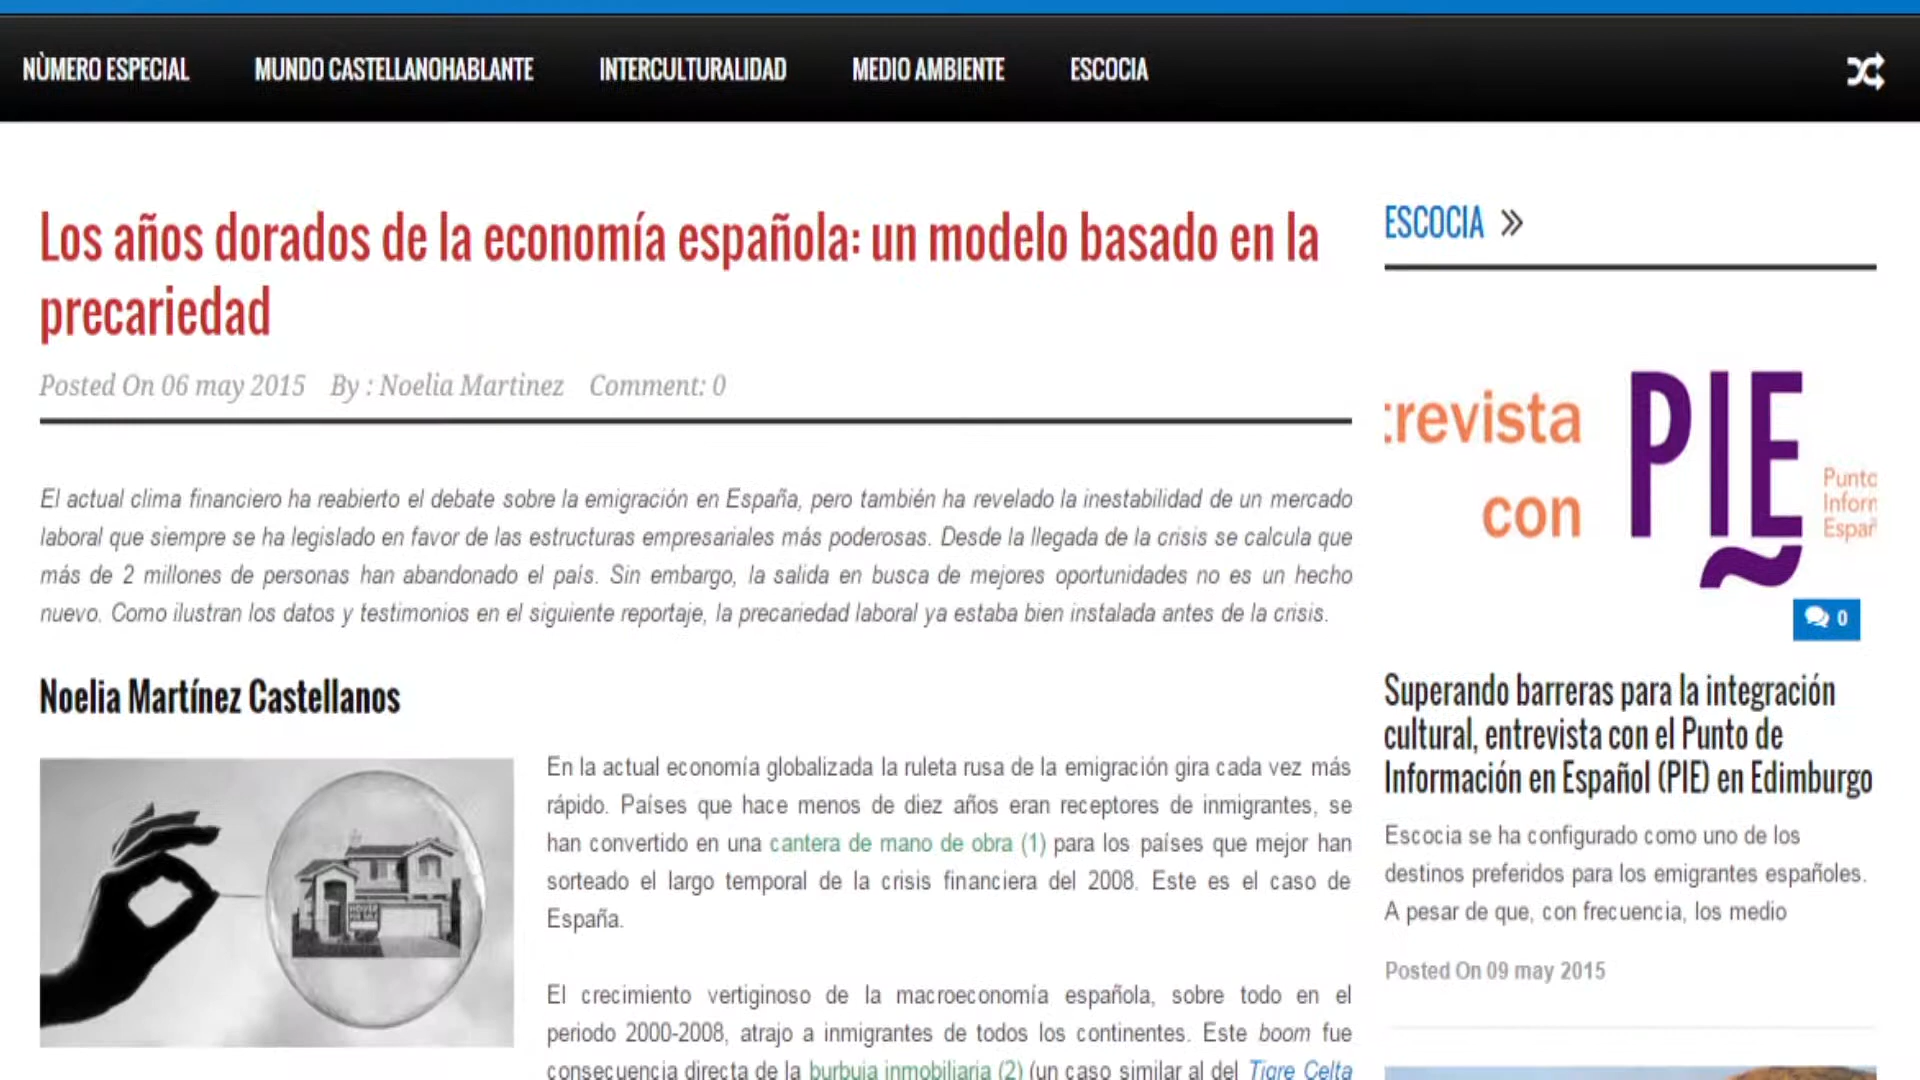 NÙMERO ESPECIAL MUNDO CASTELLANOHABLANTE INTERCULTURALIDAD MEDIO AMBIENTE ESCOCIA
Los años dorados de la economía española: un modelo basado en la
precariedad
Posted On 06 may 2015 By : Noelia Martinez Comment: 0
El actual clima financiero ha reabierto el debate sobre la emigración en España, pero también ha revelado la inestabilidad de un mercado
laboral que siempre se ha legislado en favor de las estructuras empresariales más poderosas. Desde la llegada de la crisis se calcula que
más de 2 millones de personas han abandonado el país. Sin embargo, la salida en busca de mejores oportunidades no es un hecho
nuevo. Como ilustran los datos y testimonios en el siguiente reportaje, la precariedad laboral ya estaba bien instalada antes de la crisis.
Noelia Martínez Castellanos
En la actual economía globalizada la ruleta rusa de la emigración gira cada vez más
rápido. Países que hace menos de diez años eran receptores de inmigrantes, se
han convertido en una cantera de mano de obra (1) para los países que mejor han
sorteado el largo temporal de la crisis financiera del 2008. Este es el caso de
España.
El crecimiento vertiginoso de la macroeconomía española, sobre todo en el
periodo 2000-2008, atrajo a inmigrantes de todos los continentes. Este boom fue
consecuencia directa de la burbuja inmobiliaria (2) (un caso similar al del Tigre Celta
ESCOCIA »
trevista
con
PIE
Punto
Inform
Españ
0
Superando barreras para la integración
cultural, entrevista con el Punto de
Información en Español (PIE) en Edimburgo
Escocia se ha configurado como uno de los
destinos preferidos para los emigrantes españoles.
A pesar de que, con frecuencia, los medio
Posted On 09 may 2015